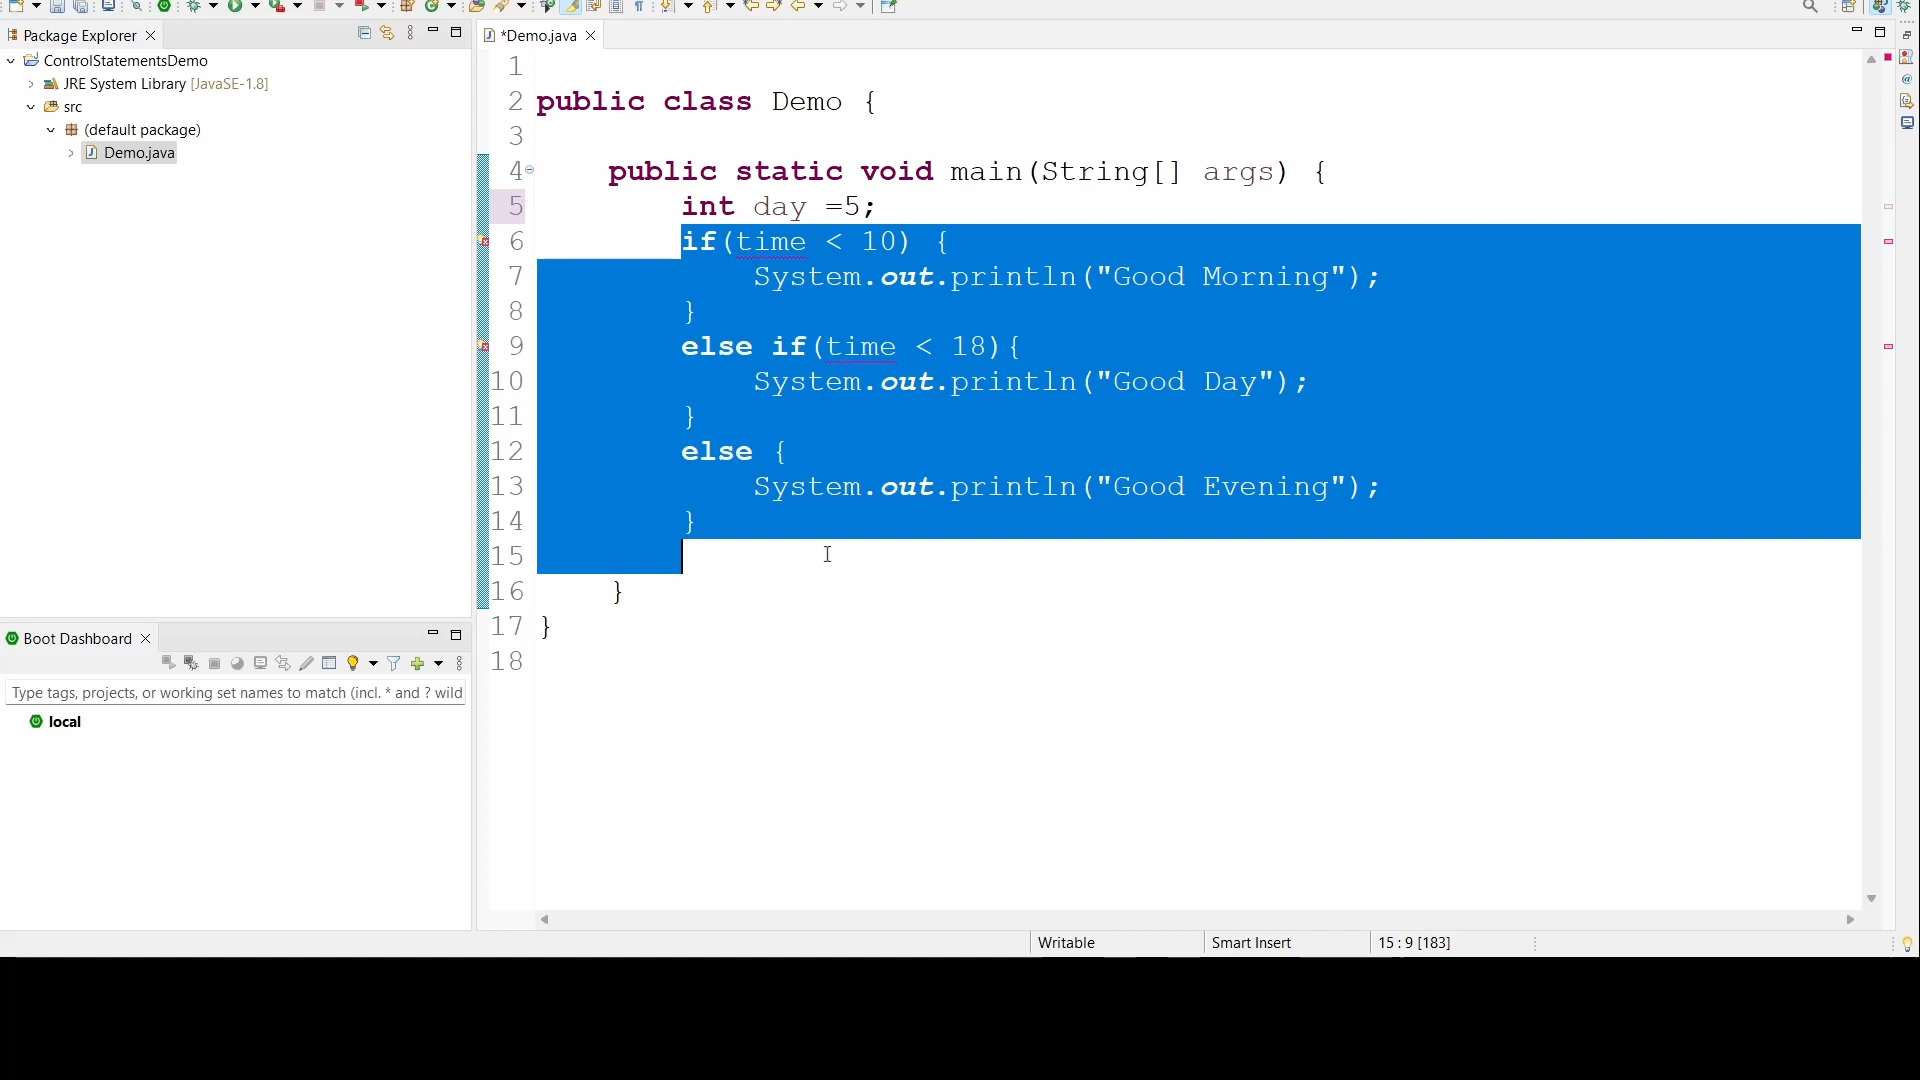 Package Explorer
*Demo.java
ControlStatementsDemo
JRE System Library [JavaSE-1.8]
src
(default package)
Demo.java
1
2 public class Demo {
3
4 public static void main(String[] args) {
5 int day =5;
6 if(time < 10) {
7 System.out.println("Good Morning");
8 }
9 else if(time < 18){
10 System.out.println("Good Day");
11 }
12 else {
13 System.out.println("Good Evening");
14 }
15
16 }
17 }
18
Boot Dashboard
Type tags, projects, or working set names to match (incl. * and ? wild
local
Writable
Smart Insert
15 : 9 [183]